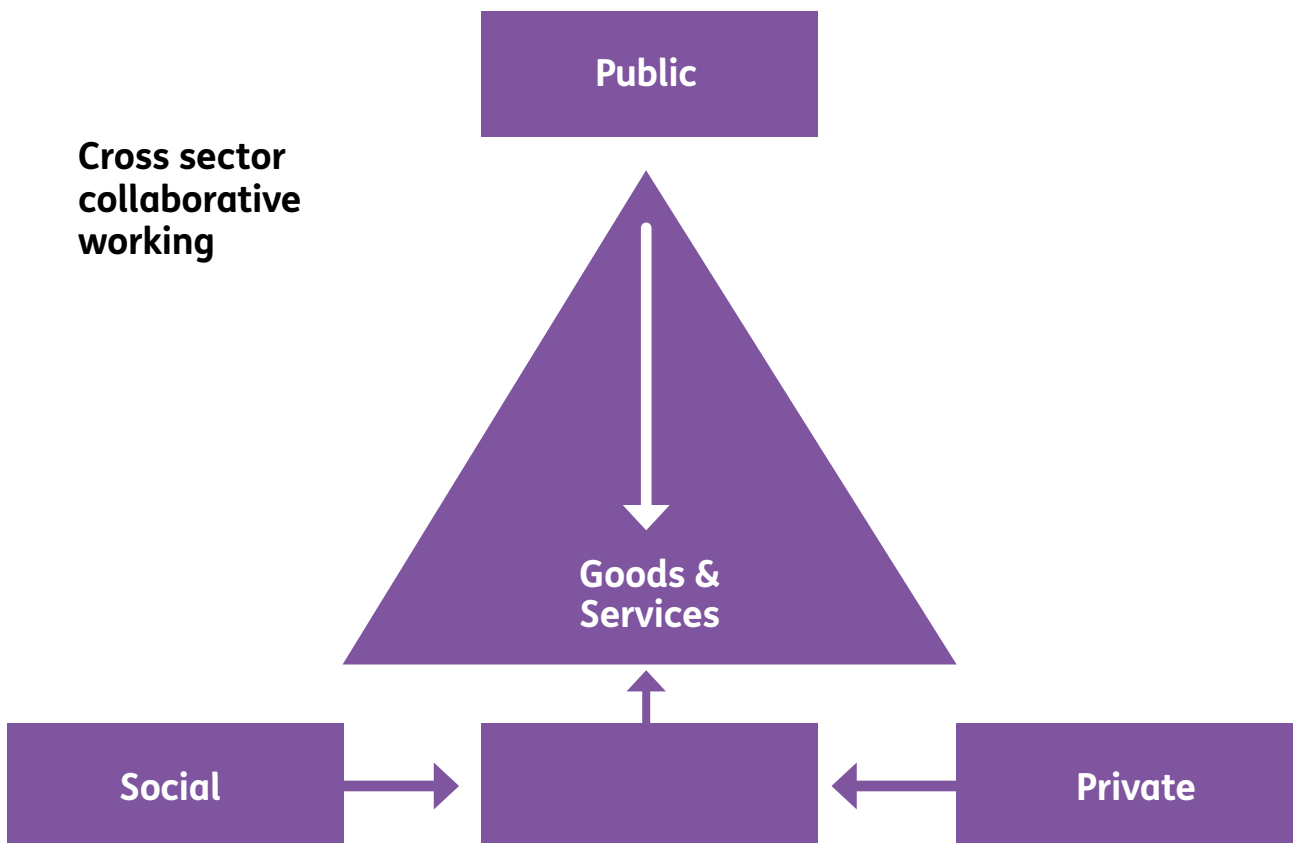 Public
Cross sector
collaborative
working
Goods &
Services
Social
Private